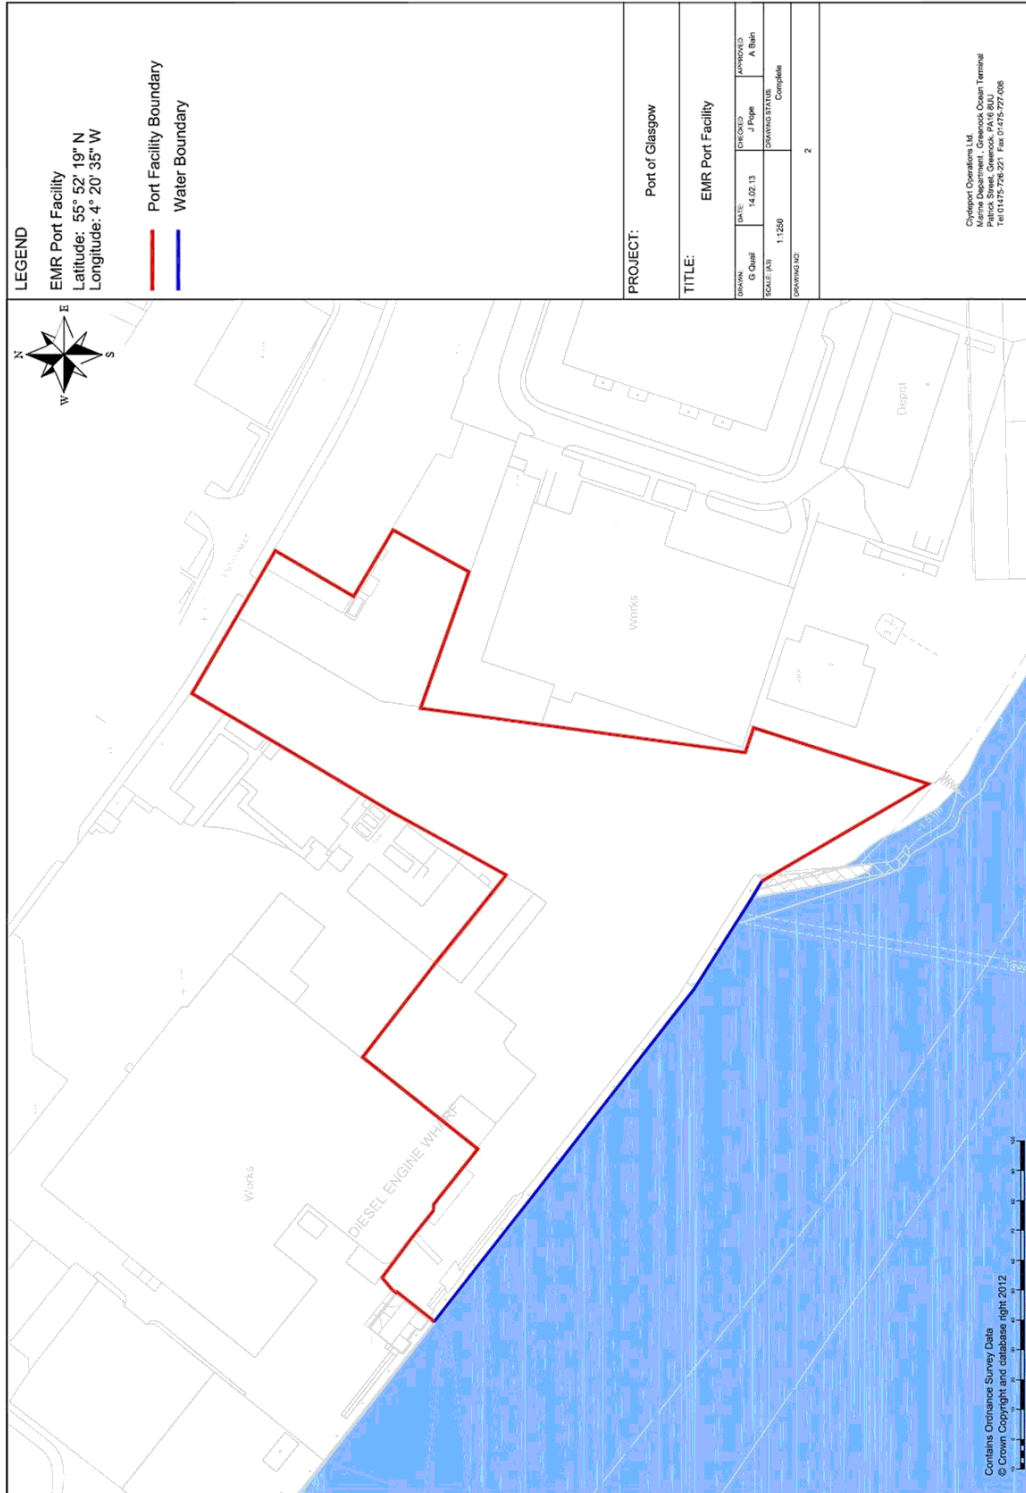 LEGEND
EMR Port Facility
Latitude: 55° 52' 19" N
Longitude: 4° 20' 35" W
Port Facility Boundary
Water Boundary
PROJECT:
Port of Glasgow
TITLE:
EMR Port Facility
DRAWN:
G Quail
DATE:
14.02.13
CHECKED:
J Pope
APPROVED:
A Bain
SCALE: (A3)
1:1250
DRAWING STATUS:
Complete
DRAWING NO:
2
Clydeport Operations Ltd.
Marine Department, Greenock Ocean Terminal
Patrick Street, Greenock. PA16 8UU
Tel 01475-726-221 Fax 01475-727-006
N
E
S
W
Works
DIESEL ENGINE WHARF
Works
Depot
Contains Ordnance Survey Data
© Crown Copyright and database right 2012